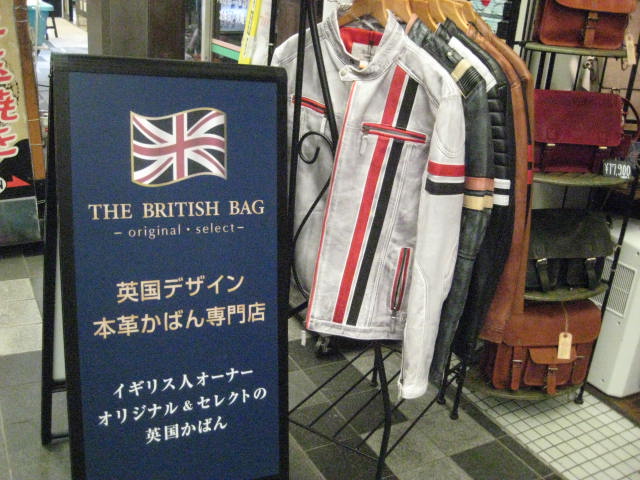 THE BRITISH BAG
- original・select -
英国デザイン
本革かばん専門店
イギリス人オーナー
オリジナル&セレクトの
英国かばん
¥17,900